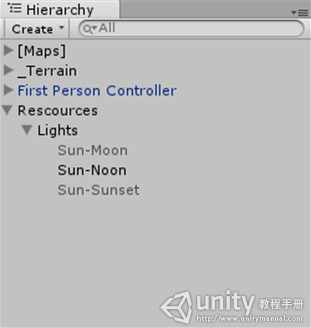 Hierarchy
Create
All
[Maps]
_Terrain
First Person Controller
Rescources
Lights
Sun-Moon
Sun-Noon
Sun-Sunset
unity 教程手册
http://www.unitymanual.com